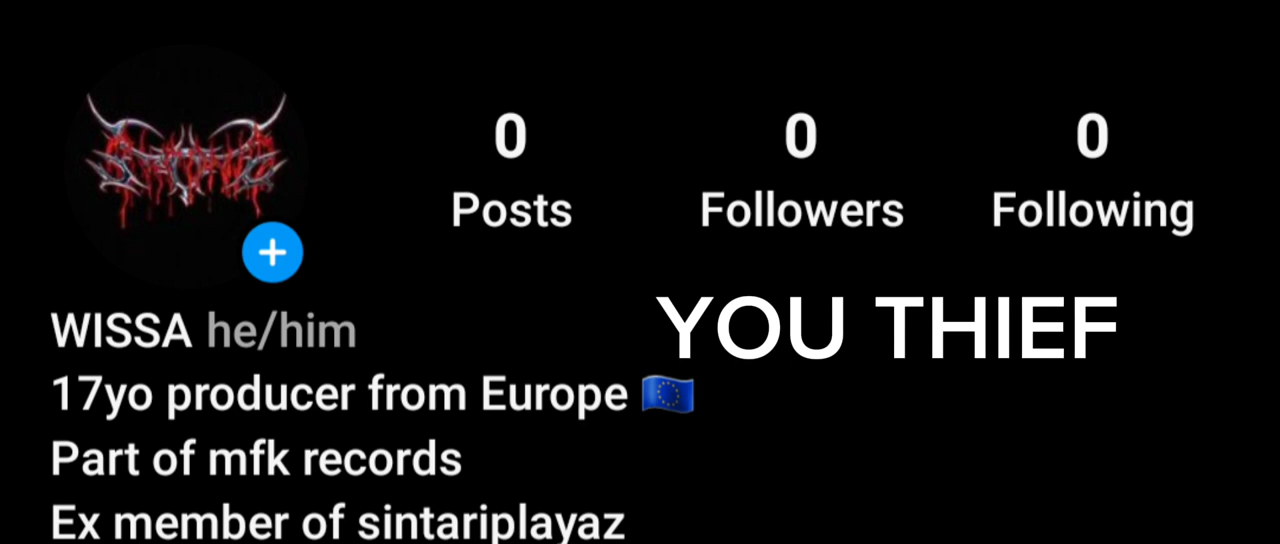 0 0 0
Posts Followers Following
YOU THIEF
WISSA he/him
17yo producer from Europe 🇪🇺
Part of mfk records
Ex member of sintariplayaz